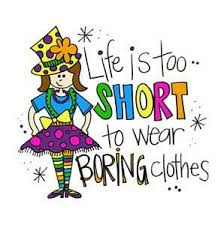 Life is too
SHORT
to wear
BORING clothes